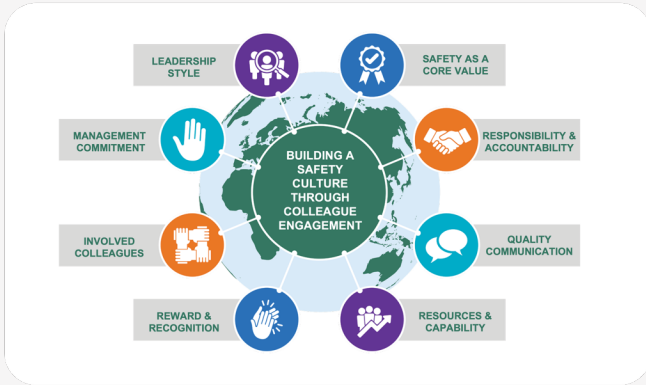 LEADERSHIP
STYLE
SAFETY AS A
CORE VALUE
MANAGEMENT
COMMITMENT
RESPONSIBILITY &
ACCOUNTABILITY
BUILDING A
SAFETY
CULTURE
THROUGH
COLLEAGUE
ENGAGEMENT
INVOLVED
COLLEAGUES
QUALITY
COMMUNICATION
REWARD &
RECOGNITION
RESOURCES &
CAPABILITY